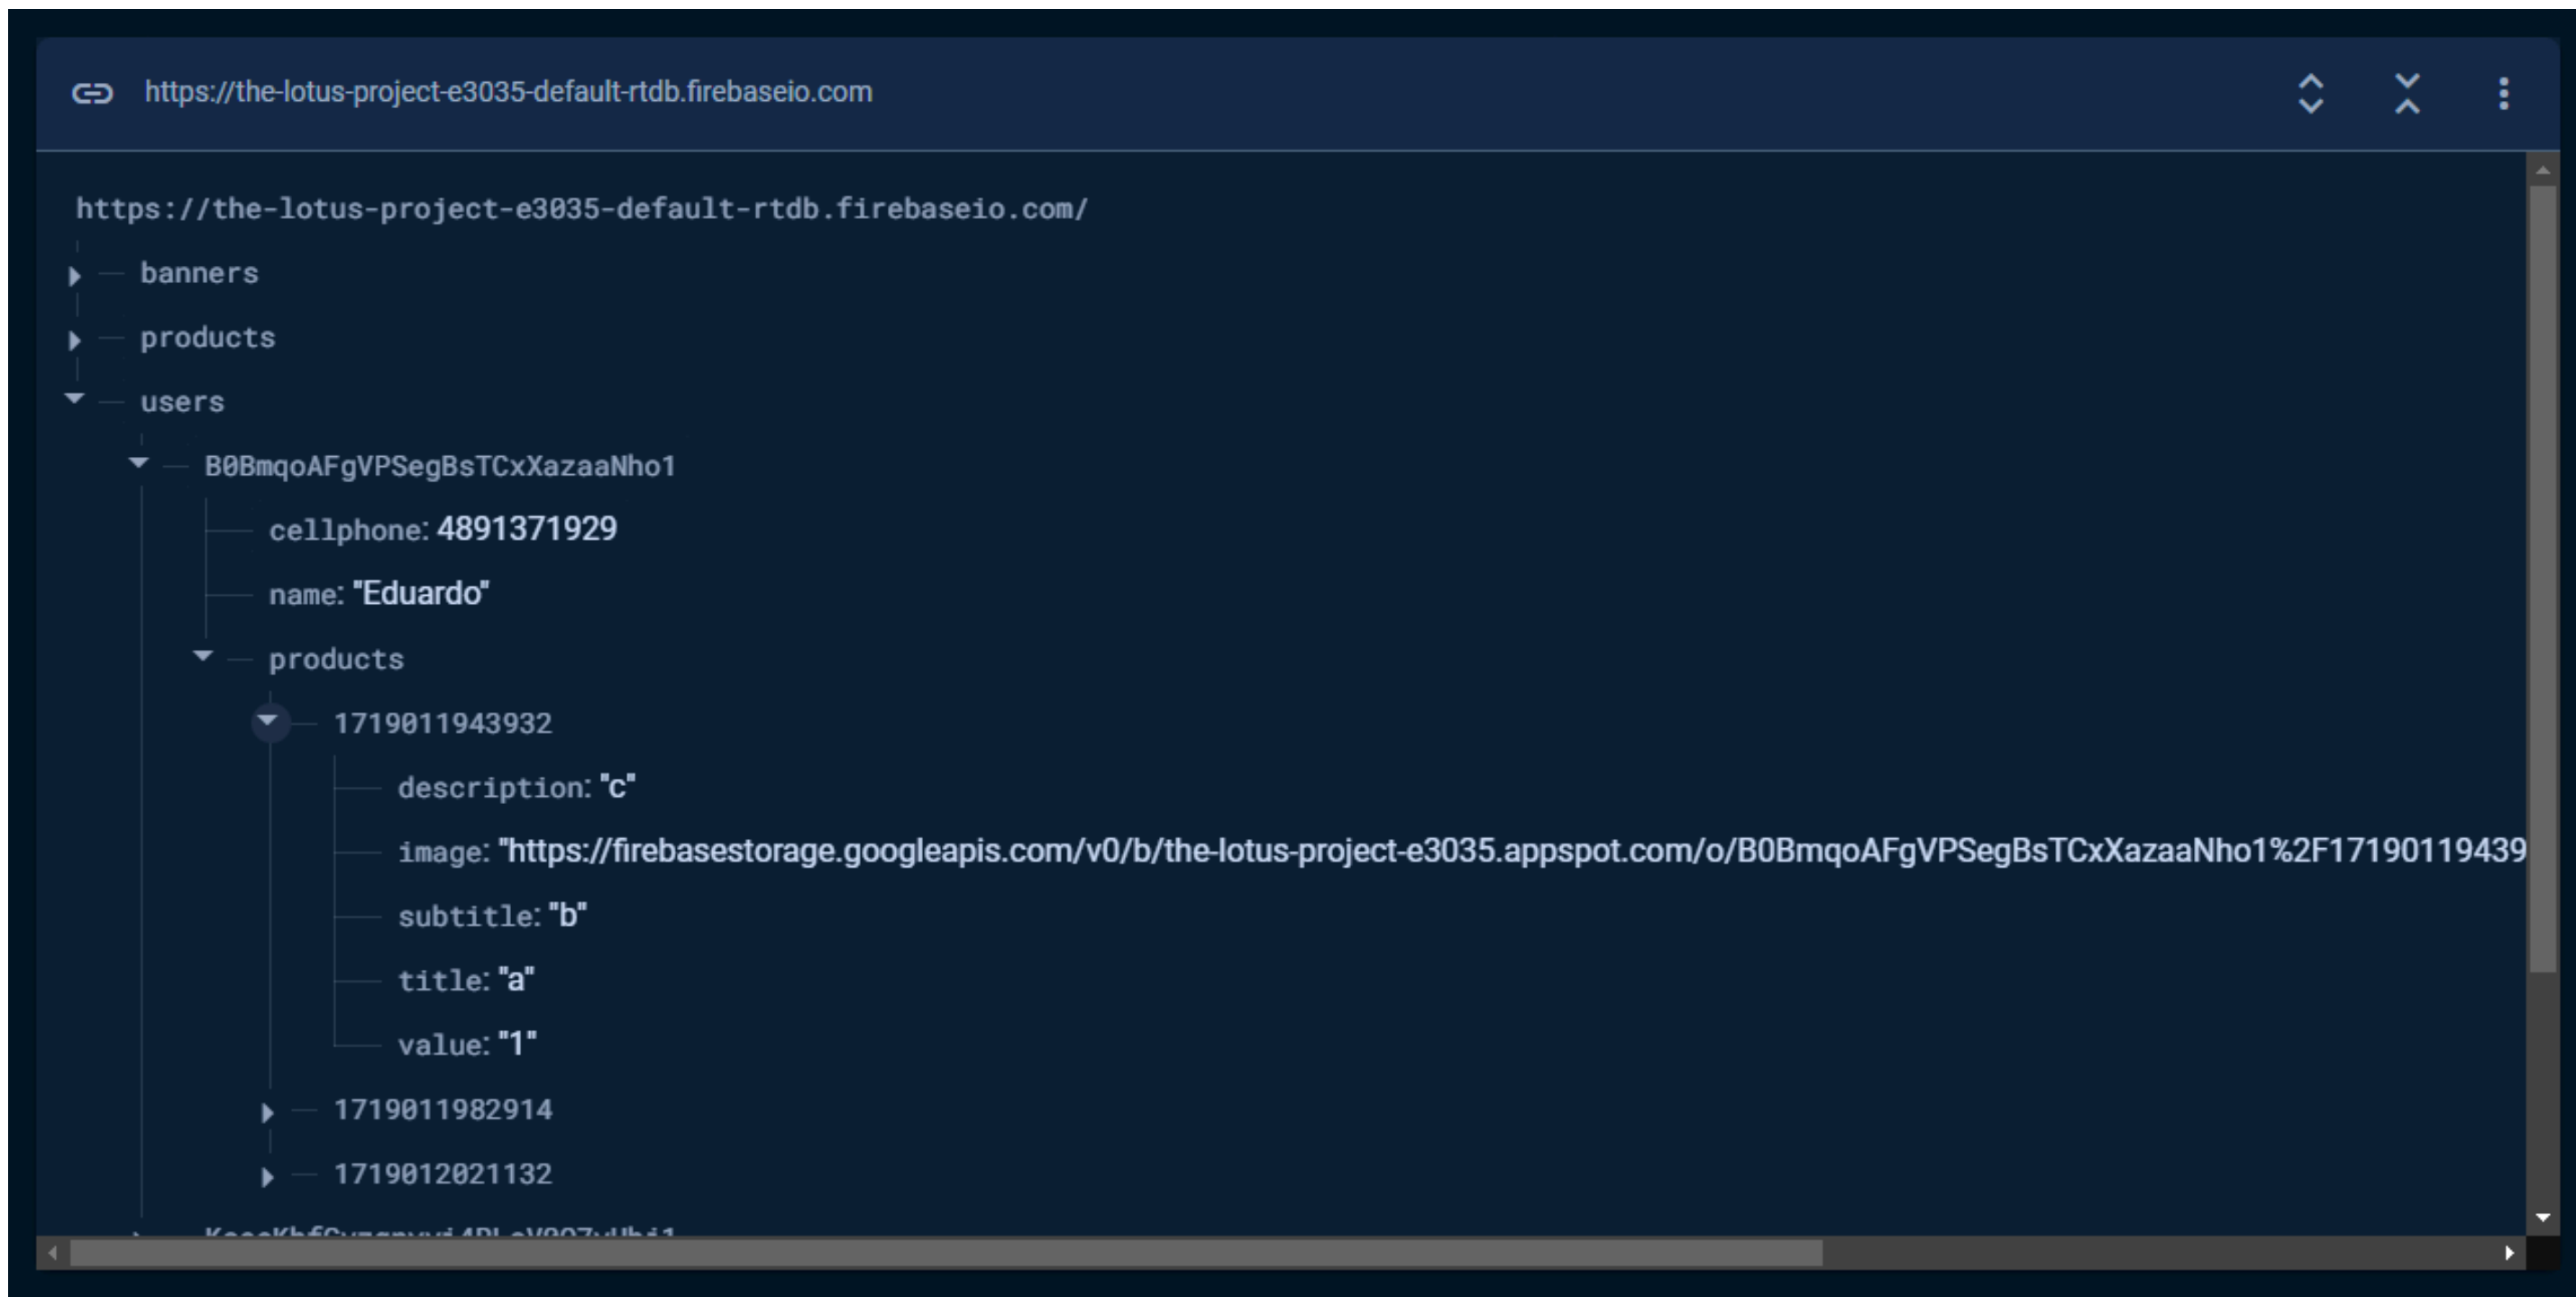 https://the-lotus-project-e3035-default-rtdb.firebaseio.com
https://the-lotus-project-e3035-default-rtdb.firebaseio.com/
banners
products
users
B0BmqoAFgVPSegBsTCxXazaaNho1
cellphone: 4891371929
name: "Eduardo"
products
1719011943932
description: "c"
image: "https://firebasestorage.googleapis.com/v0/b/the-lotus-project-e3035.appspot.com/o/B0BmqoAFgVPSegBsTCxXazaaNho1%2F17190119439
subtitle: "b"
title: "a"
value: "1"
1719011982914
1719012021132